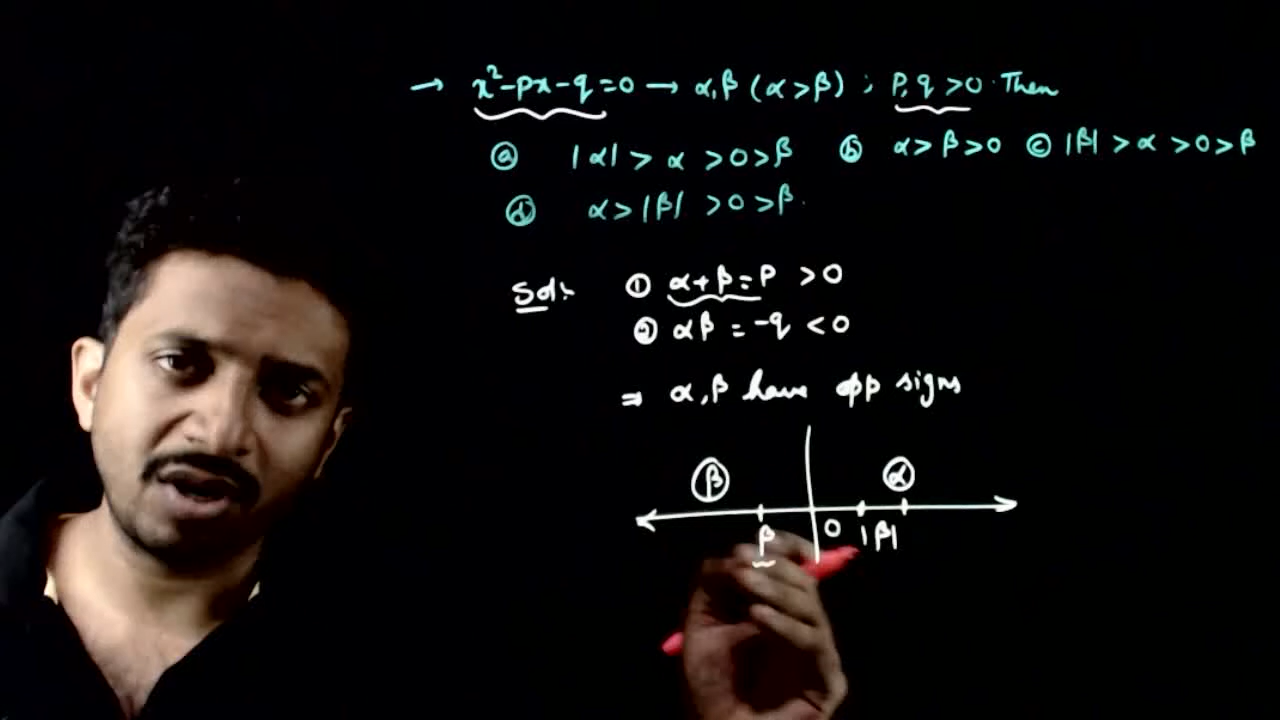 → x²-px-q=0 → α,β (α>β) ; p,q >0. Then
ⓐ |α| > α > 0 > β ⓑ α > β > 0 ⓒ |β| > α > 0 > β
ⓓ α > |β| > 0 > β.
Sol: ① α+β = p > 0
② αβ = -q < 0
⇒ α,β have opp signs
β α
β 0 |β|